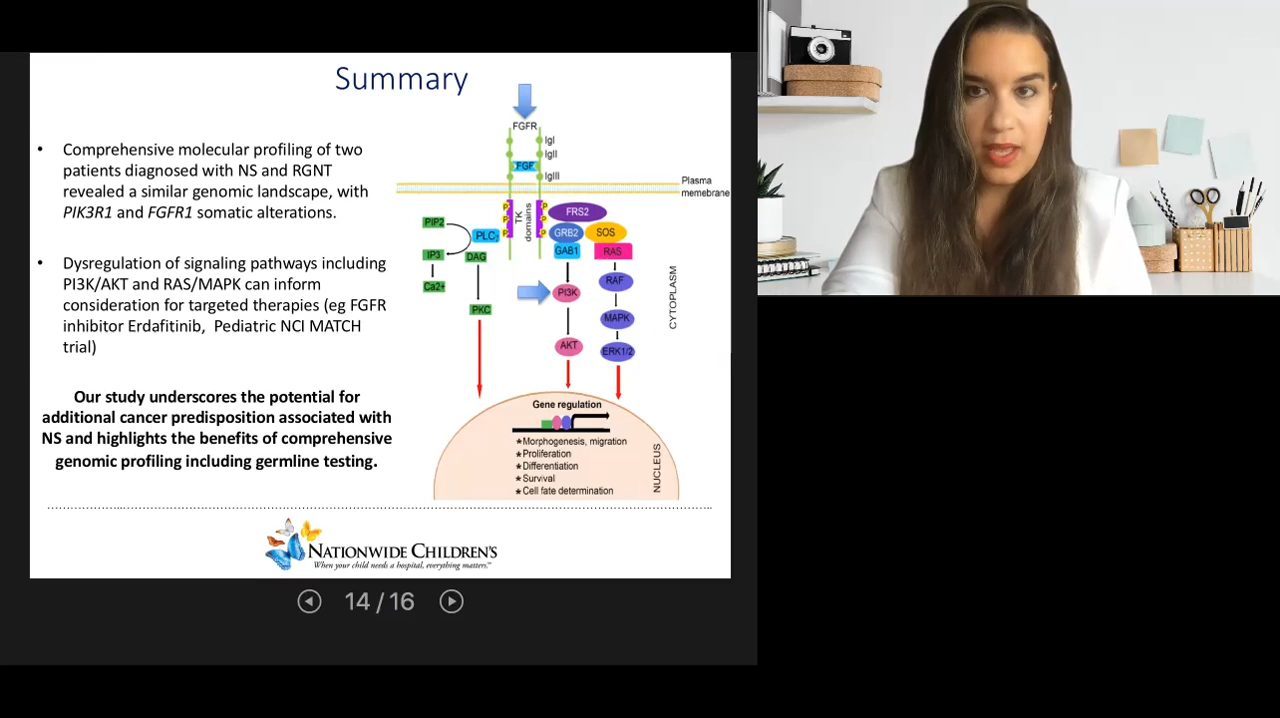 Summary
• Comprehensive molecular profiling of two
patients diagnosed with NS and RGNT
revealed a similar genomic landscape, with
PIK3R1 and FGFR1 somatic alterations.
• Dysregulation of signaling pathways including
PI3K/AKT and RAS/MAPK can inform
consideration for targeted therapies (eg FGFR
inhibitor Erdafitinib, Pediatric NCI MATCH
trial)
Our study underscores the potential for
additional cancer predisposition associated with
NS and highlights the benefits of comprehensive
genomic profiling including germline testing.
FGFR
IgI
IgII
FGF
IgIII
Plasma
memebrane
P
P
P
P
P
P
TK
domains
FRS2
PIP2
PLC
GRB2
SOS
IP3
DAG
GAB1
RAS
Ca2+
PI3K
RAF
PKC
MAPK
AKT
ERK1/2
CYTOPLASM
Gene regulation
★Morphogenesis, migration
★Proliferation
★Differentiation
★Survival
★Cell fate determination
NUCLEUS
NATIONWIDE CHILDREN'S
When your child needs a hospital, everything matters.™
14 / 16